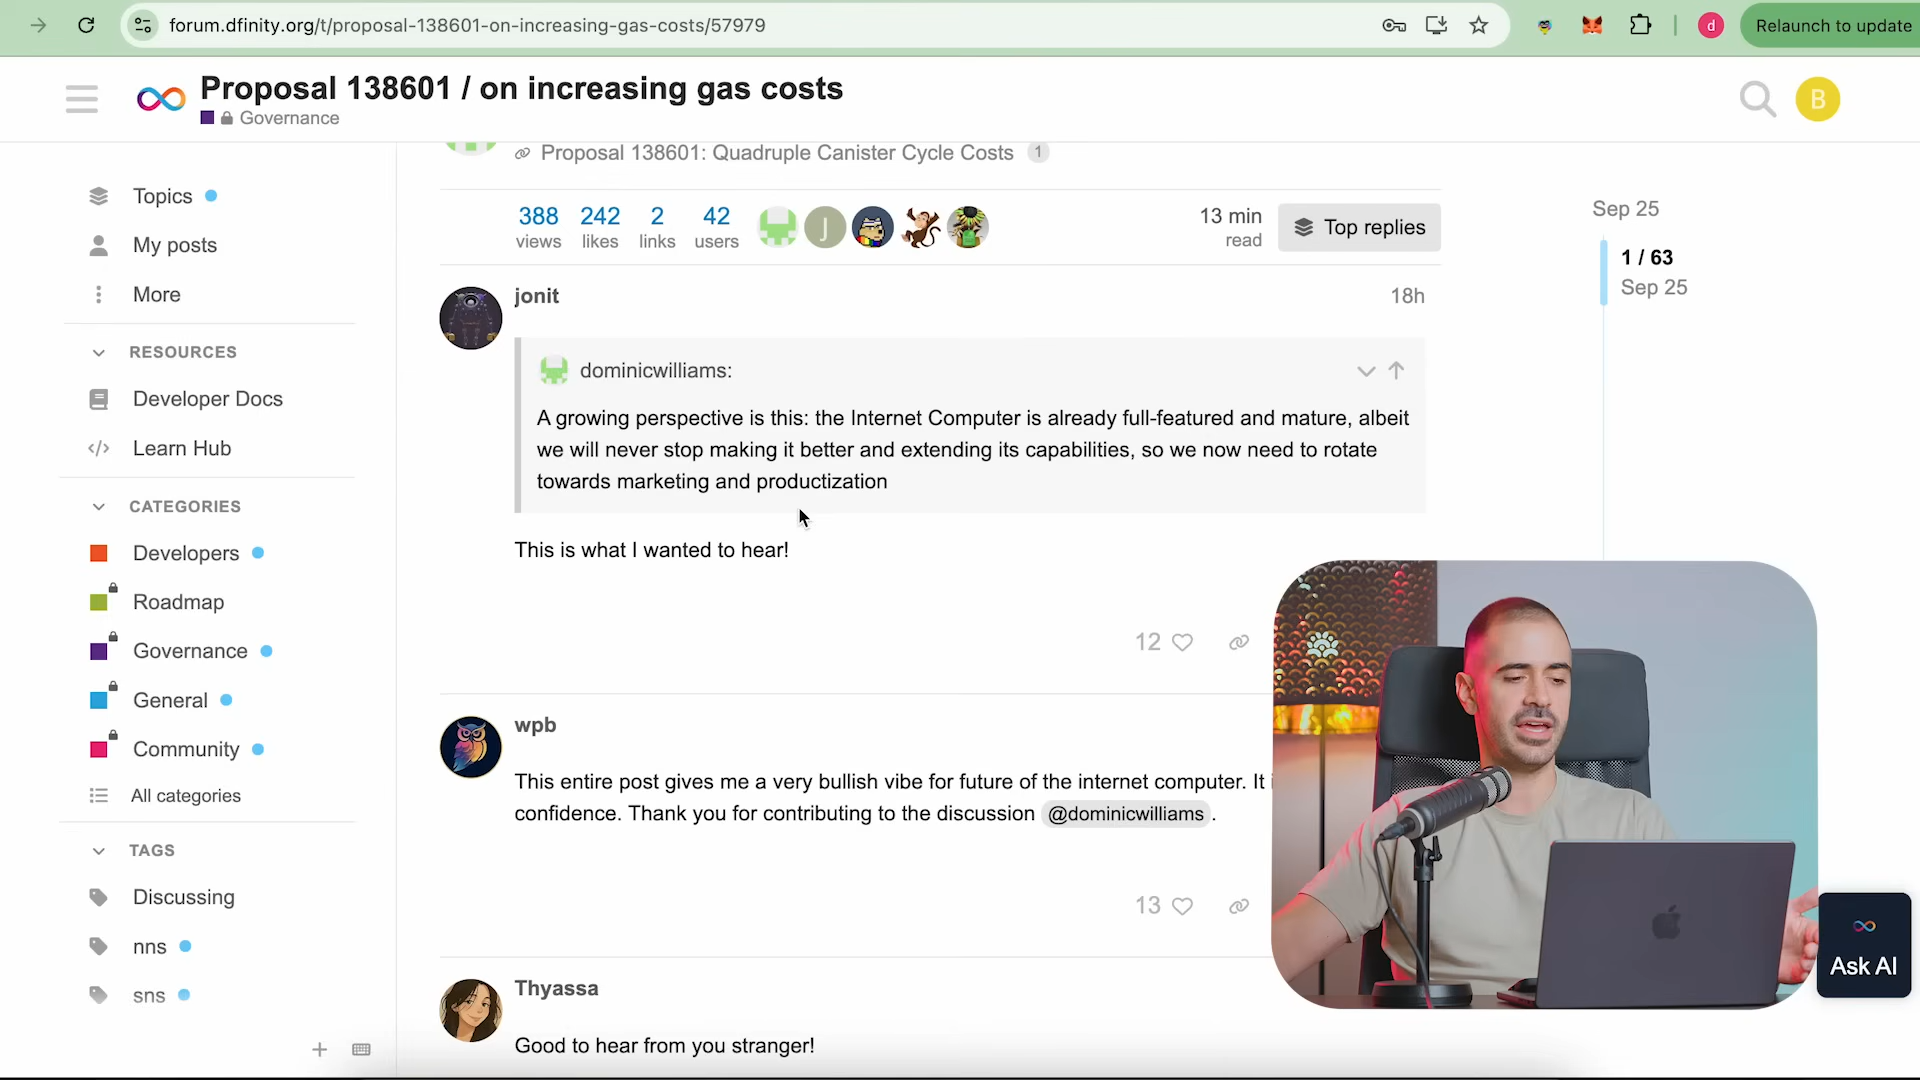 forum.dfinity.org/t/proposal-138601-on-increasing-gas-costs/57979
d
Relaunch to update
Proposal 138601 / on increasing gas costs
Governance
B
Proposal 138601: Quadruple Canister Cycle Costs 1
388 views
242 likes
2 links
42 users
J
13 min read
Top replies
Topics
My posts
More
RESOURCES
Developer Docs
Learn Hub
CATEGORIES
Developers
Roadmap
Governance
General
Community
All categories
TAGS
Discussing
nns
sns
jonit
18h
dominicwilliams:
A growing perspective is this: the Internet Computer is already full-featured and mature, albeit
we will never stop making it better and extending its capabilities, so we now need to rotate
towards marketing and productization
This is what I wanted to hear!
12
wpb
This entire post gives me a very bullish vibe for future of the internet computer. It
confidence. Thank you for contributing to the discussion @dominicwilliams .
13
Thyassa
Good to hear from you stranger!
Sep 25
1 / 63
Sep 25
Ask AI